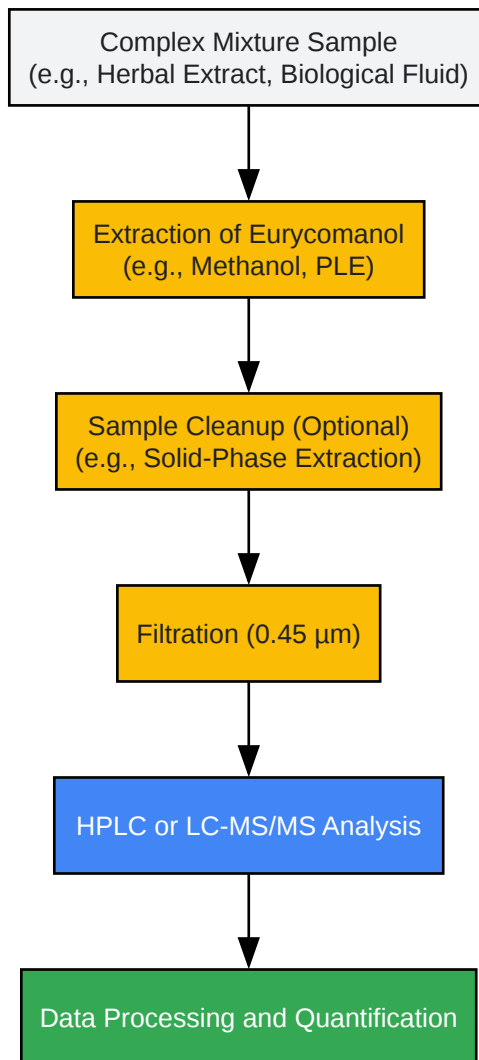 Complex Mixture Sample
(e.g., Herbal Extract, Biological Fluid)
Extraction of Eurycomanol
(e.g., Methanol, PLE)
Sample Cleanup (Optional)
(e.g., Solid-Phase Extraction)
Filtration (0.45 µm)
HPLC or LC-MS/MS Analysis
Data Processing and Quantification